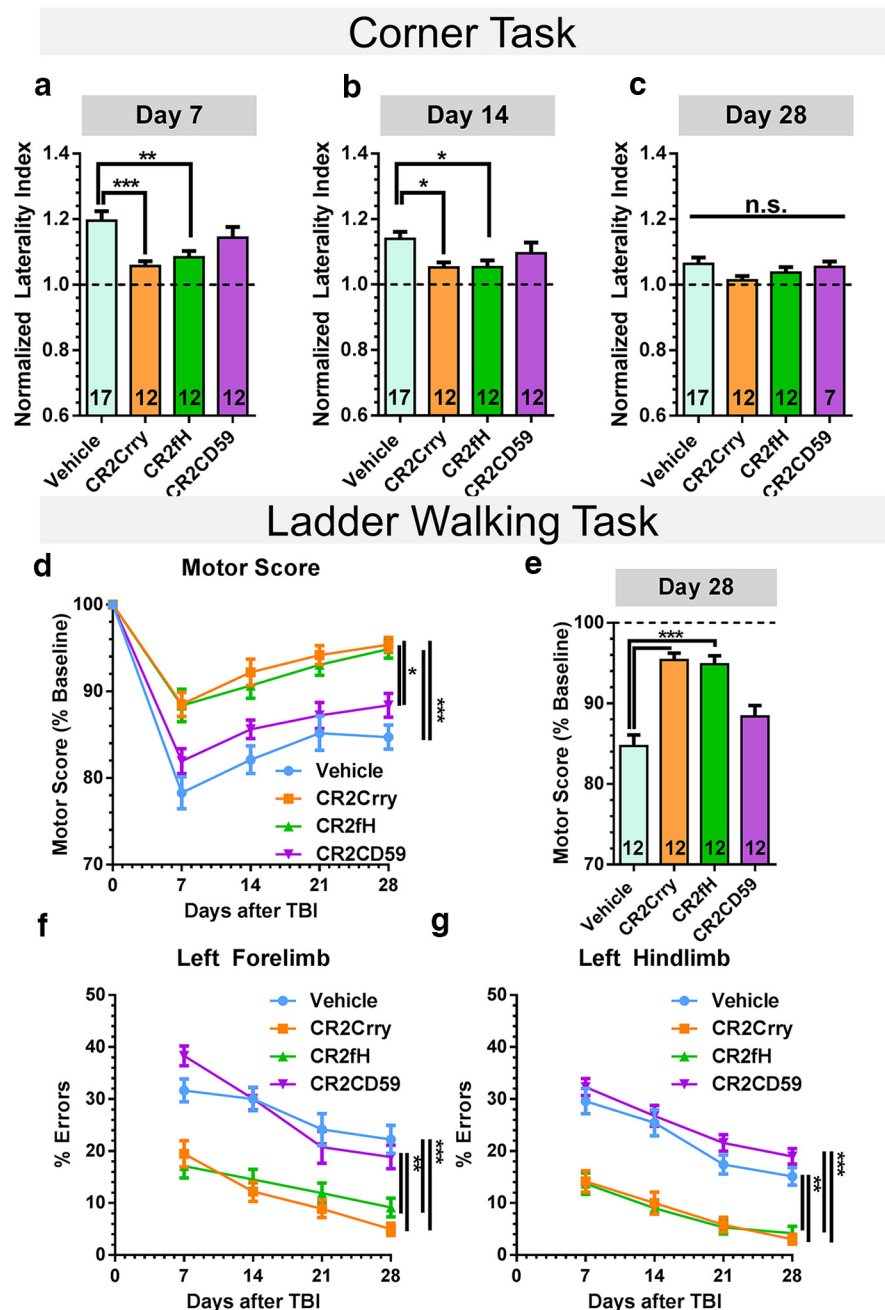 Corner Task
a
Day 7
Normalized Laterality Index
1.4
1.2
1.0
0.8
0.6
**
***
17
12
12
12
Vehicle
CR2Crry
CR2fH
CR2CD59
b
Day 14
Normalized Laterality Index
1.4
1.2
1.0
0.8
0.6
*
*
17
12
12
12
Vehicle
CR2Crry
CR2fH
CR2CD59
c
Day 28
Normalized Laterality Index
1.4
1.2
1.0
0.8
0.6
n.s.
17
12
12
7
Vehicle
CR2Crry
CR2fH
CR2CD59
Ladder Walking Task
d
Motor Score
Motor Score (% Baseline)
100
90
80
70
*
***
Vehicle
CR2Crry
CR2fH
CR2CD59
0 7 14 21 28
Days after TBI
e
Day 28
Motor Score (% Baseline)
100
90
80
70
***
12
12
12
12
Vehicle
CR2Crry
CR2fH
CR2CD59
f
Left Forelimb
% Errors
50
40
30
20
10
0
Vehicle
CR2Crry
CR2fH
CR2CD59
**
***
0 7 14 21 28
Days after TBI
g
Left Hindlimb
% Errors
50
40
30
20
10
0
Vehicle
CR2Crry
CR2fH
CR2CD59
**
***
0 7 14 21 28
Days after TBI